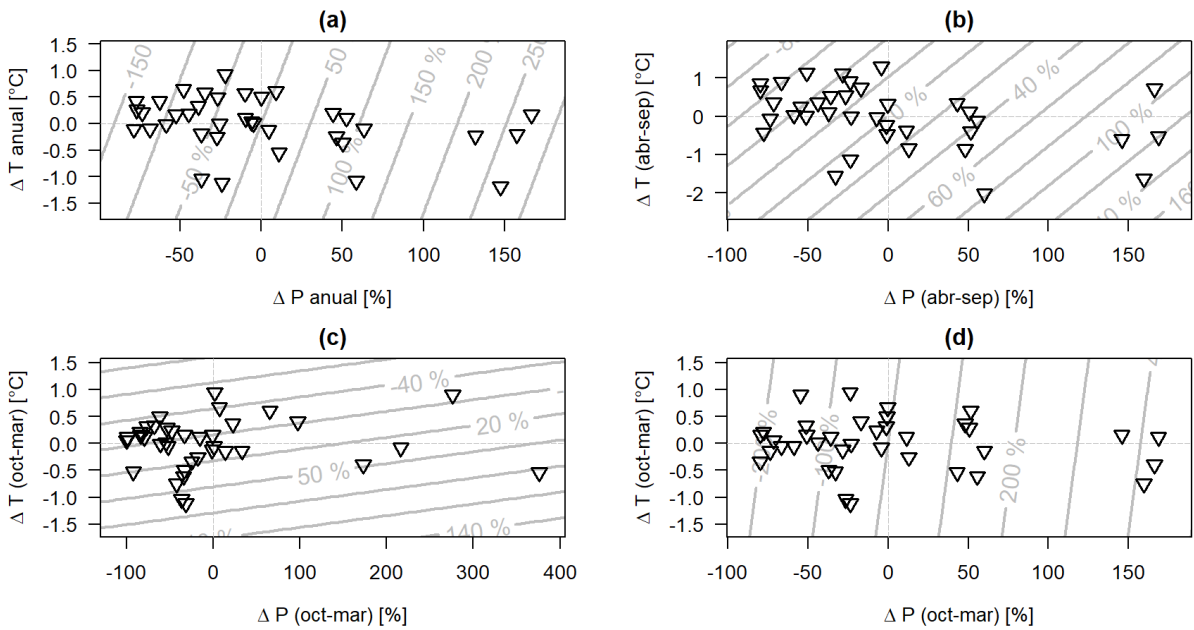 (a)
1.5
1.0
0.5
0.0
-0.5
-1.0
-1.5
Δ T anual [°C]
-150
-50 %
50
100 %
150 %
200
250
-50 0 50 100 150
Δ P anual [%]
(b)
1
0
-1
-2
Δ T (abr-sep) [°C]
40 %
60 %
100 %
-100 -50 0 50 100 150
Δ P (abr-sep) [%]
(c)
1.5
1.0
0.5
0.0
-0.5
-1.0
-1.5
Δ T (oct-mar) [°C]
-40 %
20 %
50 %
140 %
-100 0 100 200 300 400
Δ P (oct-mar) [%]
(d)
1.5
1.0
0.5
0.0
-0.5
-1.0
-1.5
Δ T (oct-mar) [°C]
-100 %
200 %
-100 -50 0 50 100 150
Δ P (oct-mar) [%]